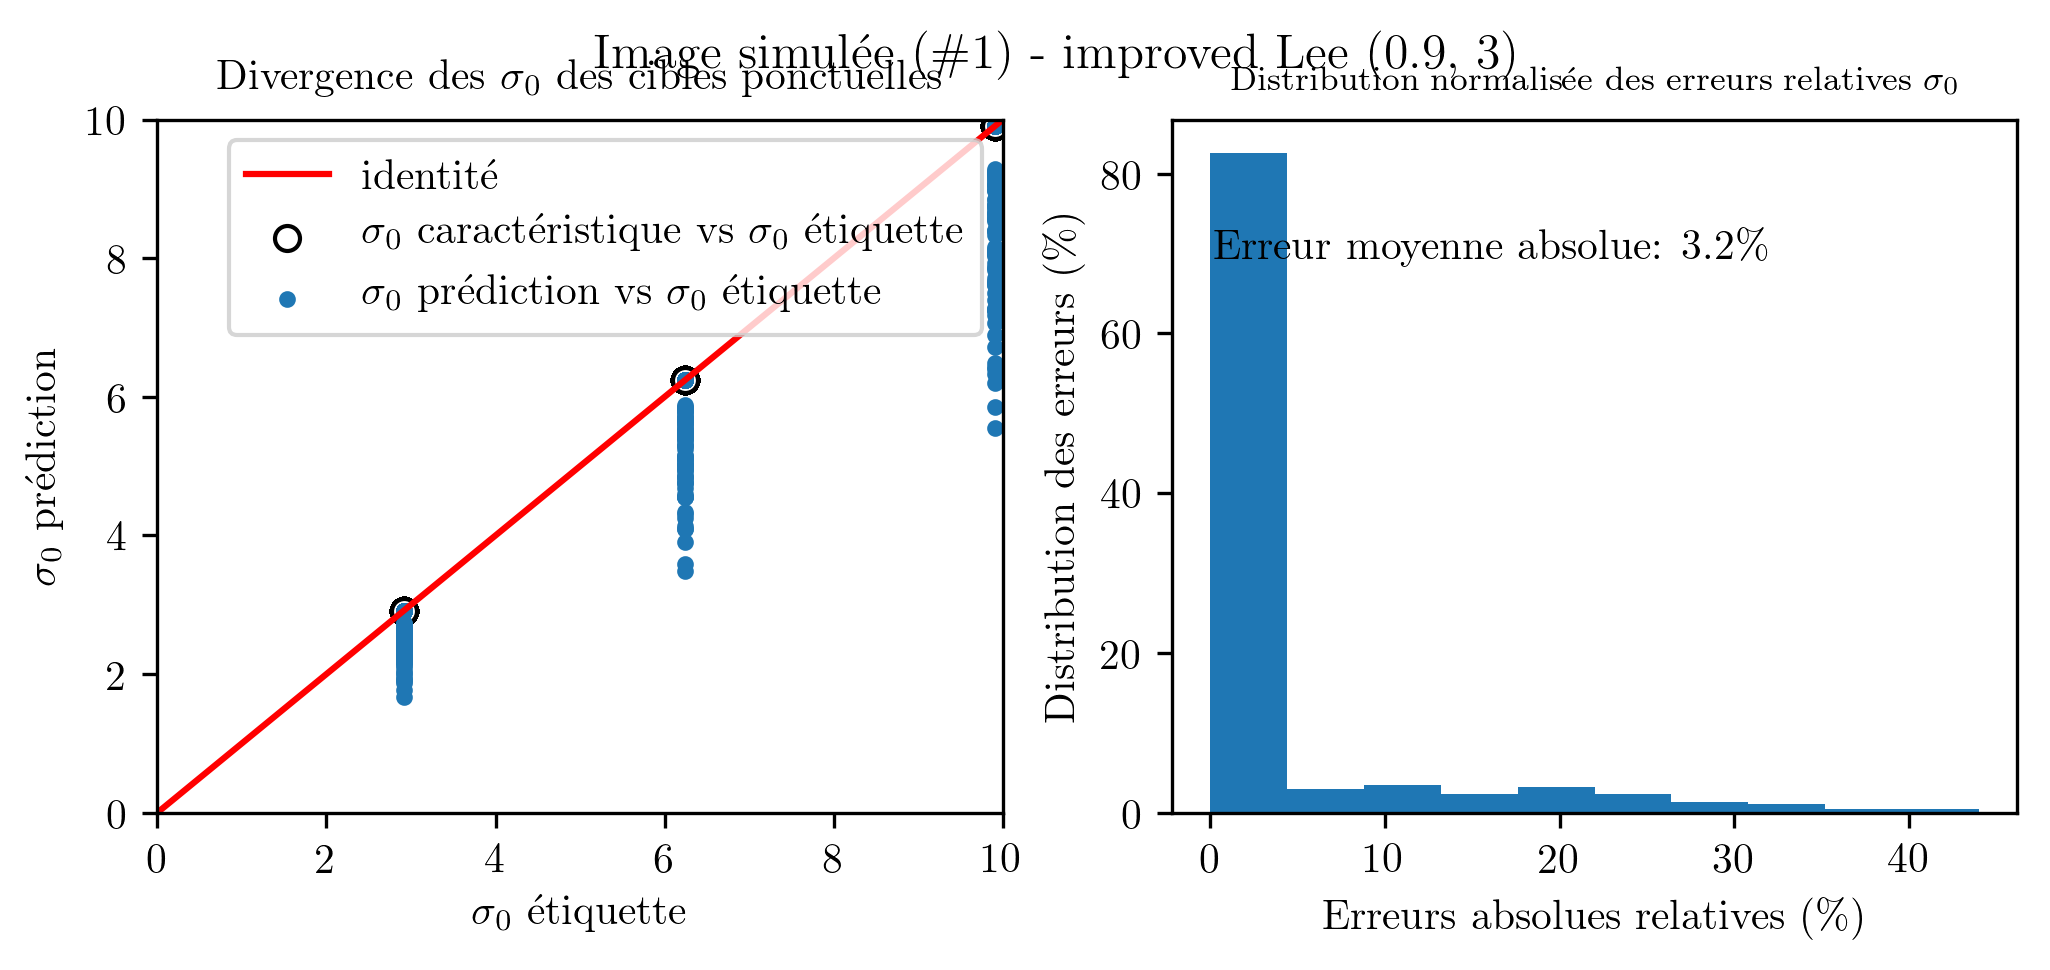 Image simulée (#1) - improved Lee (0.9, 3)
Divergence des σ₀ des cibles ponctuelles
identité
σ₀ caractéristique vs σ₀ étiquette
σ₀ prédiction vs σ₀ étiquette
10
8
6
4
2
0
σ₀ prédiction
0 2 4 6 8 10
σ₀ étiquette
Distribution normalisée des erreurs relatives σ₀
Erreur moyenne absolue: 3.2%
80
60
40
20
0
Distribution des erreurs (%)
0 10 20 30 40
Erreurs absolues relatives (%)